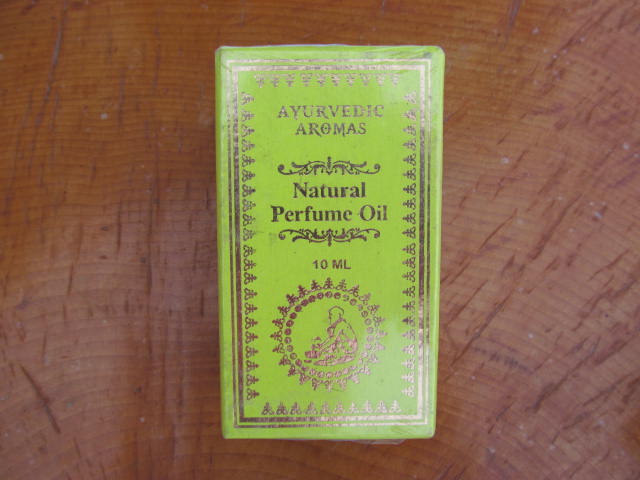 AYURVEDIC
AROMAS
Natural
Perfume Oil
10 ML